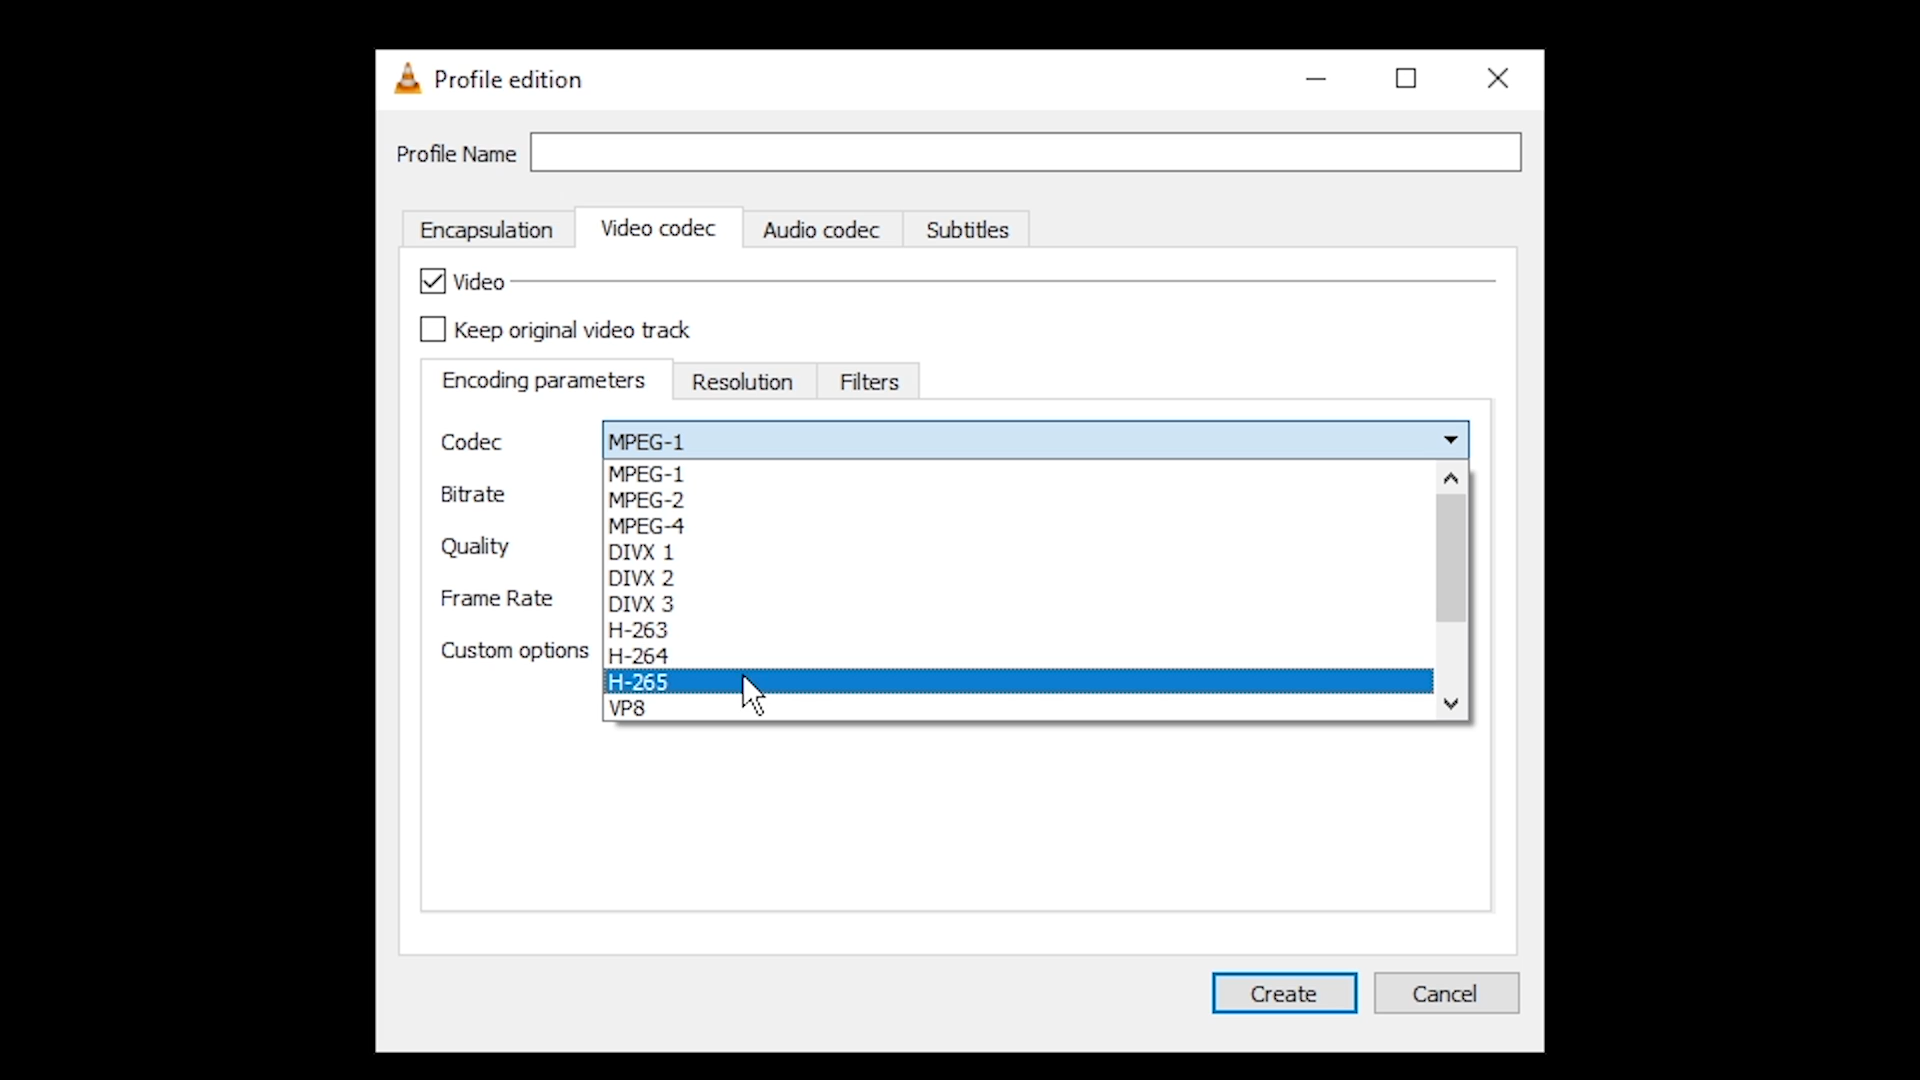 Profile edition
Profile Name
Encapsulation Video codec Audio codec Subtitles
Video
Keep original video track
Encoding parameters Resolution Filters
Codec MPEG-1
MPEG-1
Bitrate
MPEG-2
MPEG-4
Quality
DIVX 1
DIVX 2
Frame Rate
DIVX 3
H-263
Custom options
H-264
H-265
VP8
Create Cancel